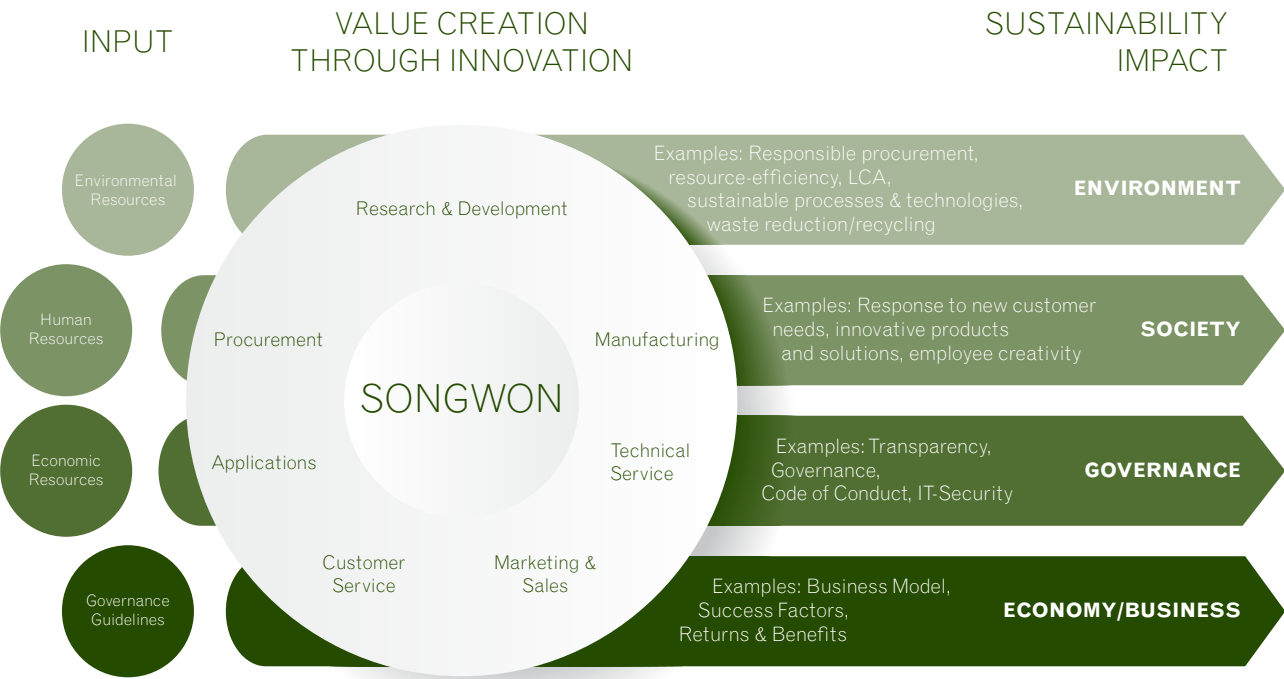 INPUT
VALUE CREATION
THROUGH INNOVATION
SUSTAINABILITY
IMPACT
Environmental
Resources
Human
Resources
Economic
Resources
Governance
Guidelines
Research & Development
Procurement
Manufacturing
SONGWON
Applications
Technical
Service
Customer
Service
Marketing &
Sales
Examples: Responsible procurement,
resource-efficiency, LCA,
sustainable processes & technologies,
waste reduction/recycling
ENVIRONMENT
Examples: Response to new customer
needs, innovative products
and solutions, employee creativity
SOCIETY
Examples: Transparency,
Governance,
Code of Conduct, IT-Security
GOVERNANCE
Examples: Business Model,
Success Factors,
Returns & Benefits
ECONOMY/BUSINESS